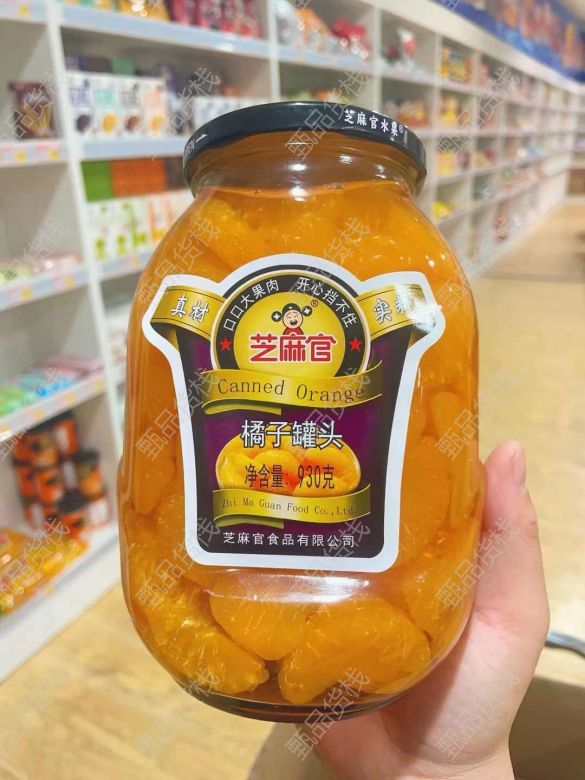 芝麻官水果®
真材
口口大果肉 开心挡不住
实料
®
芝麻官
Canned Orange
橘子罐头
净含量: 930克
Zhi Ma Guan Food Co.,Ltd.
芝麻官食品有限公司
甄品货栈